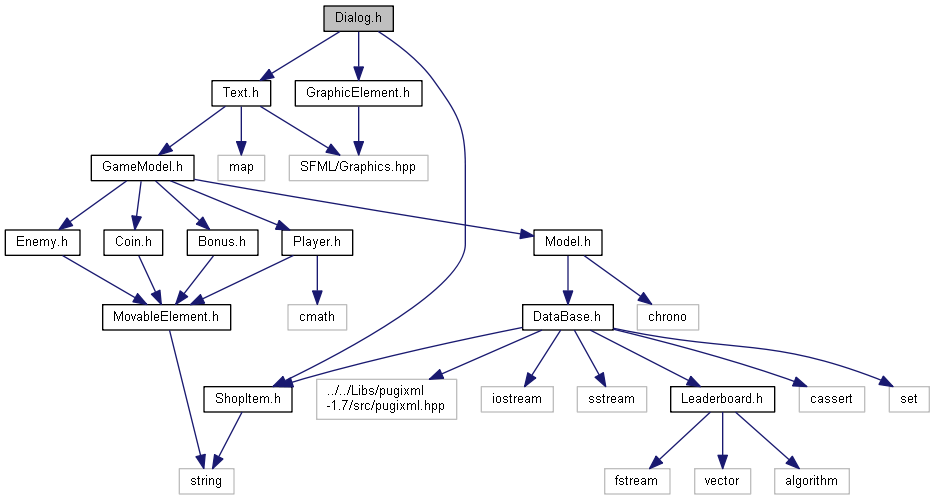 Dialog.h
Text.h
GraphicElement.h
GameModel.h
map
SFML/Graphics.hpp
Enemy.h
Coin.h
Bonus.h
Player.h
Model.h
MovableElement.h
cmath
DataBase.h
chrono
ShopItem.h
../../Libs/pugixml
-1.7/src/pugixml.hpp
iostream
sstream
Leaderboard.h
cassert
set
string
fstream
vector
algorithm